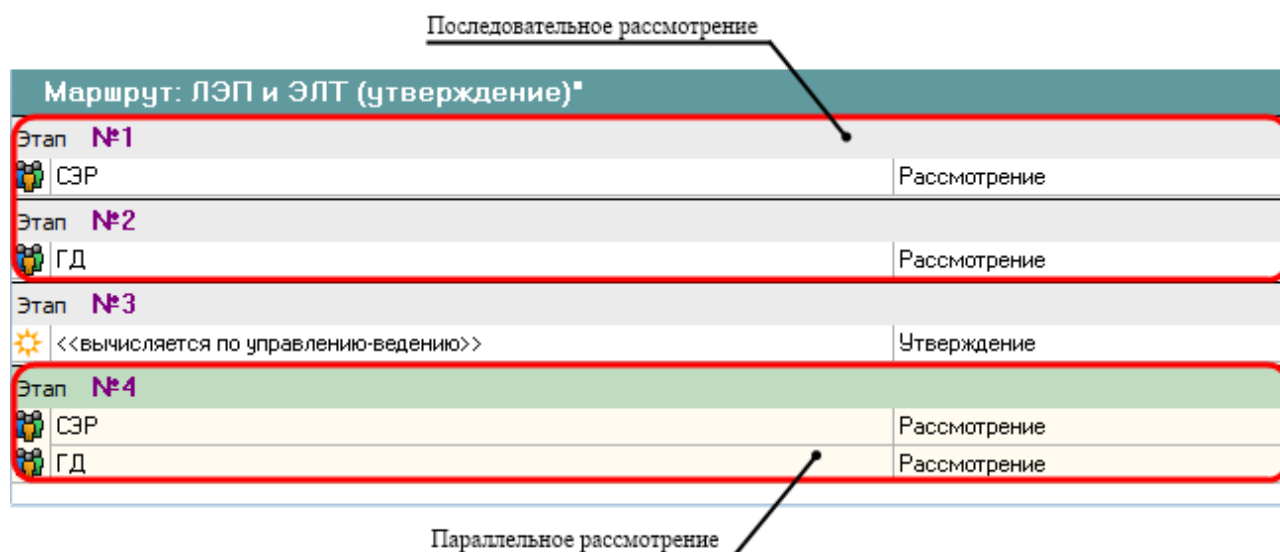 Последовательное рассмотрение
Маршрут: ЛЭП и ЭЛТ (утверждение)"
Этап №1
СЭР Рассмотрение
Этап №2
ГД Рассмотрение
Этап №3
<<вычисляется по управлению-ведению>> Утверждение
Этап №4
СЭР Рассмотрение
ГД Рассмотрение
Параллельное рассмотрение